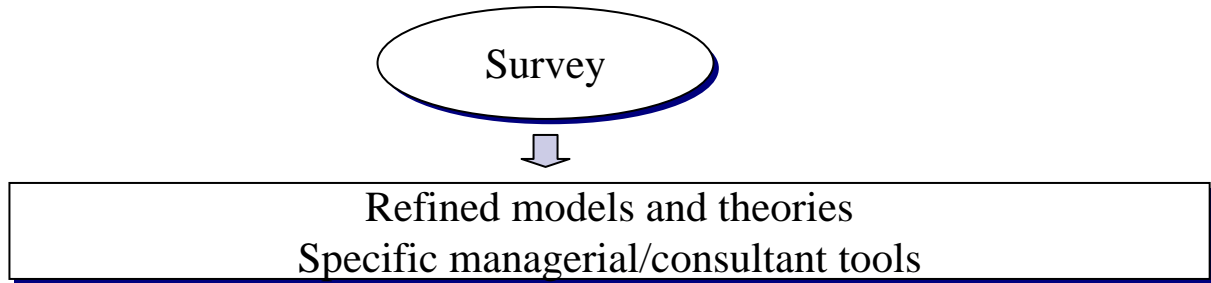 Survey
Refined models and theories
Specific managerial/consultant tools